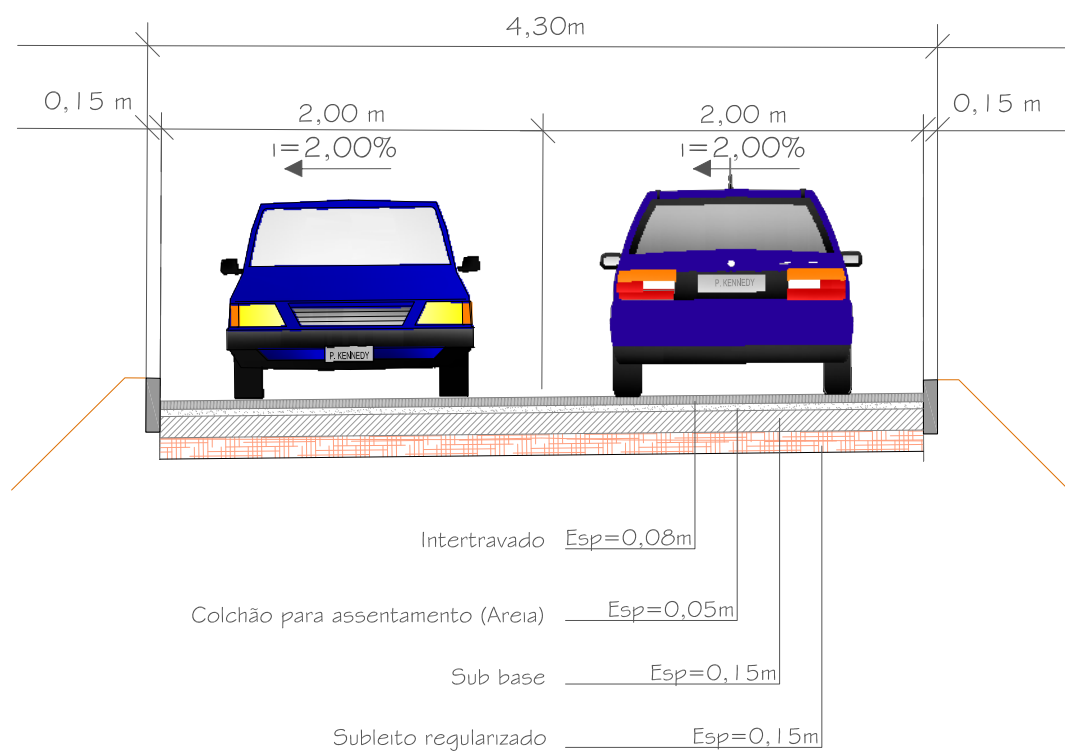 4,30m
0,15 m
2,00 m
2,00 m
0,15 m
i=2,00%
i=2,00%
P. KENNEDY
P. KENNEDY
Intertravado Esp=0,08m
Colchão para assentamento (Areia) Esp=0,05m
Sub base Esp=0,15m
Subleito regularizado Esp=0,15m